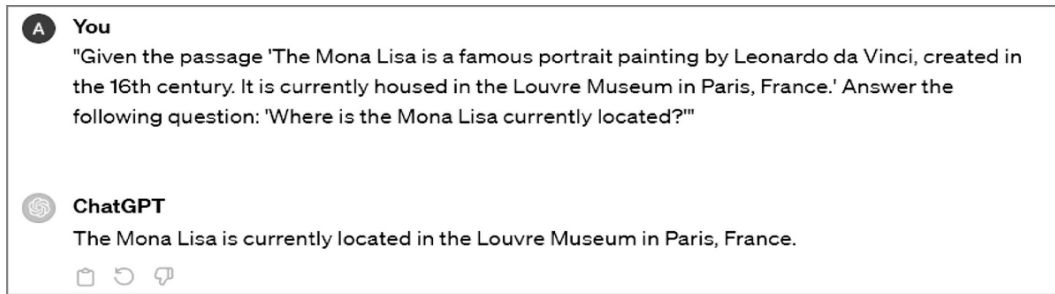 A You
"Given the passage 'The Mona Lisa is a famous portrait painting by Leonardo da Vinci, created in
the 16th century. It is currently housed in the Louvre Museum in Paris, France.' Answer the
following question: 'Where is the Mona Lisa currently located?'"
ChatGPT
The Mona Lisa is currently located in the Louvre Museum in Paris, France.